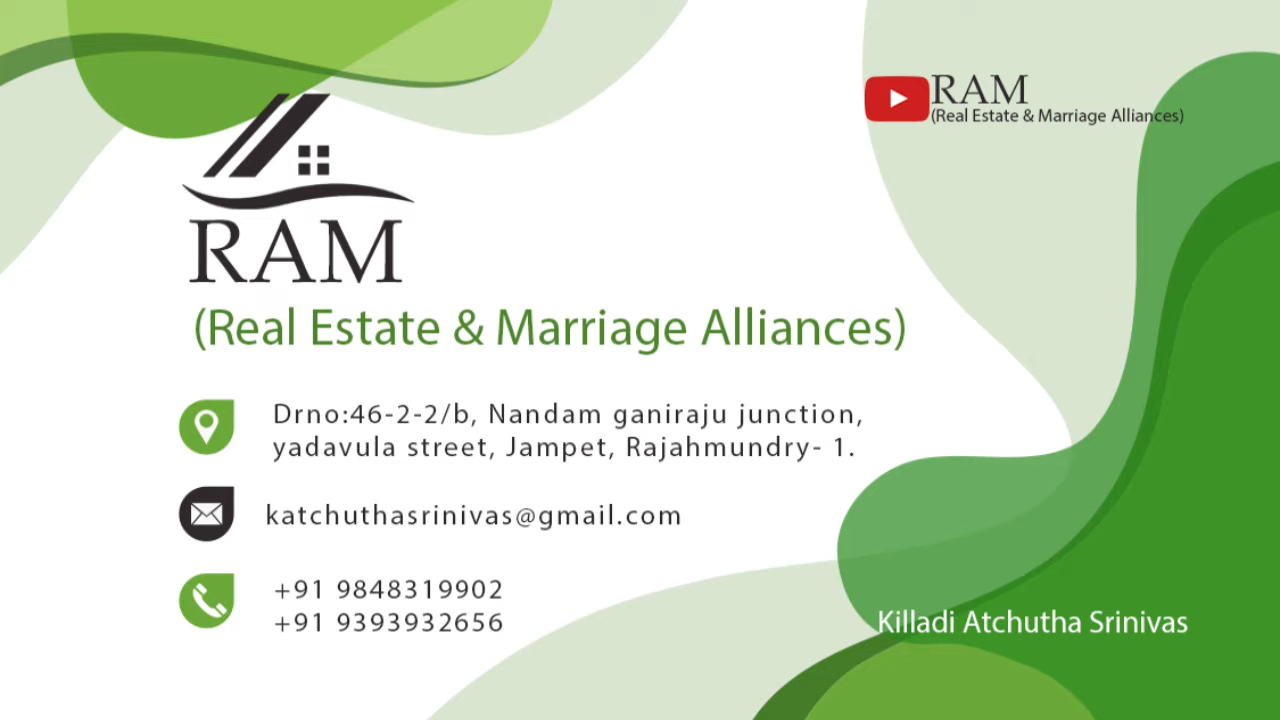 RAM
(Real Estate & Marriage Alliances)
RAM
(Real Estate & Marriage Alliances)
Drno:46-2-2/b, Nandam ganiraju junction,
yadavula street, Jampet, Rajahmundry- 1.
katchuthasrinivas@gmail.com
+91 9848319902
+91 9393932656
Killadi Atchutha Srinivas